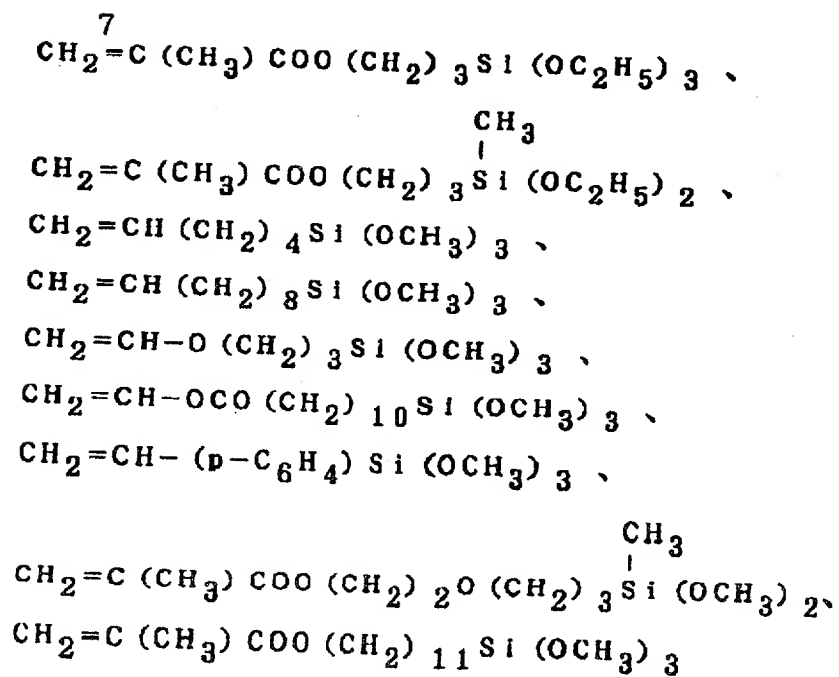 7
CH₂=C(CH₃)COO(CH₂)₃Si(OC₂H₅)₃、
CH₃
CH₂=C(CH₃)COO(CH₂)₃Si(OC₂H₅)₂、
CH₂=CH(CH₂)₄Si(OCH₃)₃、
CH₂=CH(CH₂)₈Si(OCH₃)₃、
CH₂=CH-O(CH₂)₃Si(OCH₃)₃、
CH₂=CH-OCO(CH₂)₁₀Si(OCH₃)₃、
CH₂=CH-(p-C₆H₄)Si(OCH₃)₃、
CH₃
CH₂=C(CH₃)COO(CH₂)₂O(CH₂)₃Si(OCH₃)₂、
CH₂=C(CH₃)COO(CH₂)₁₁Si(OCH₃)₃